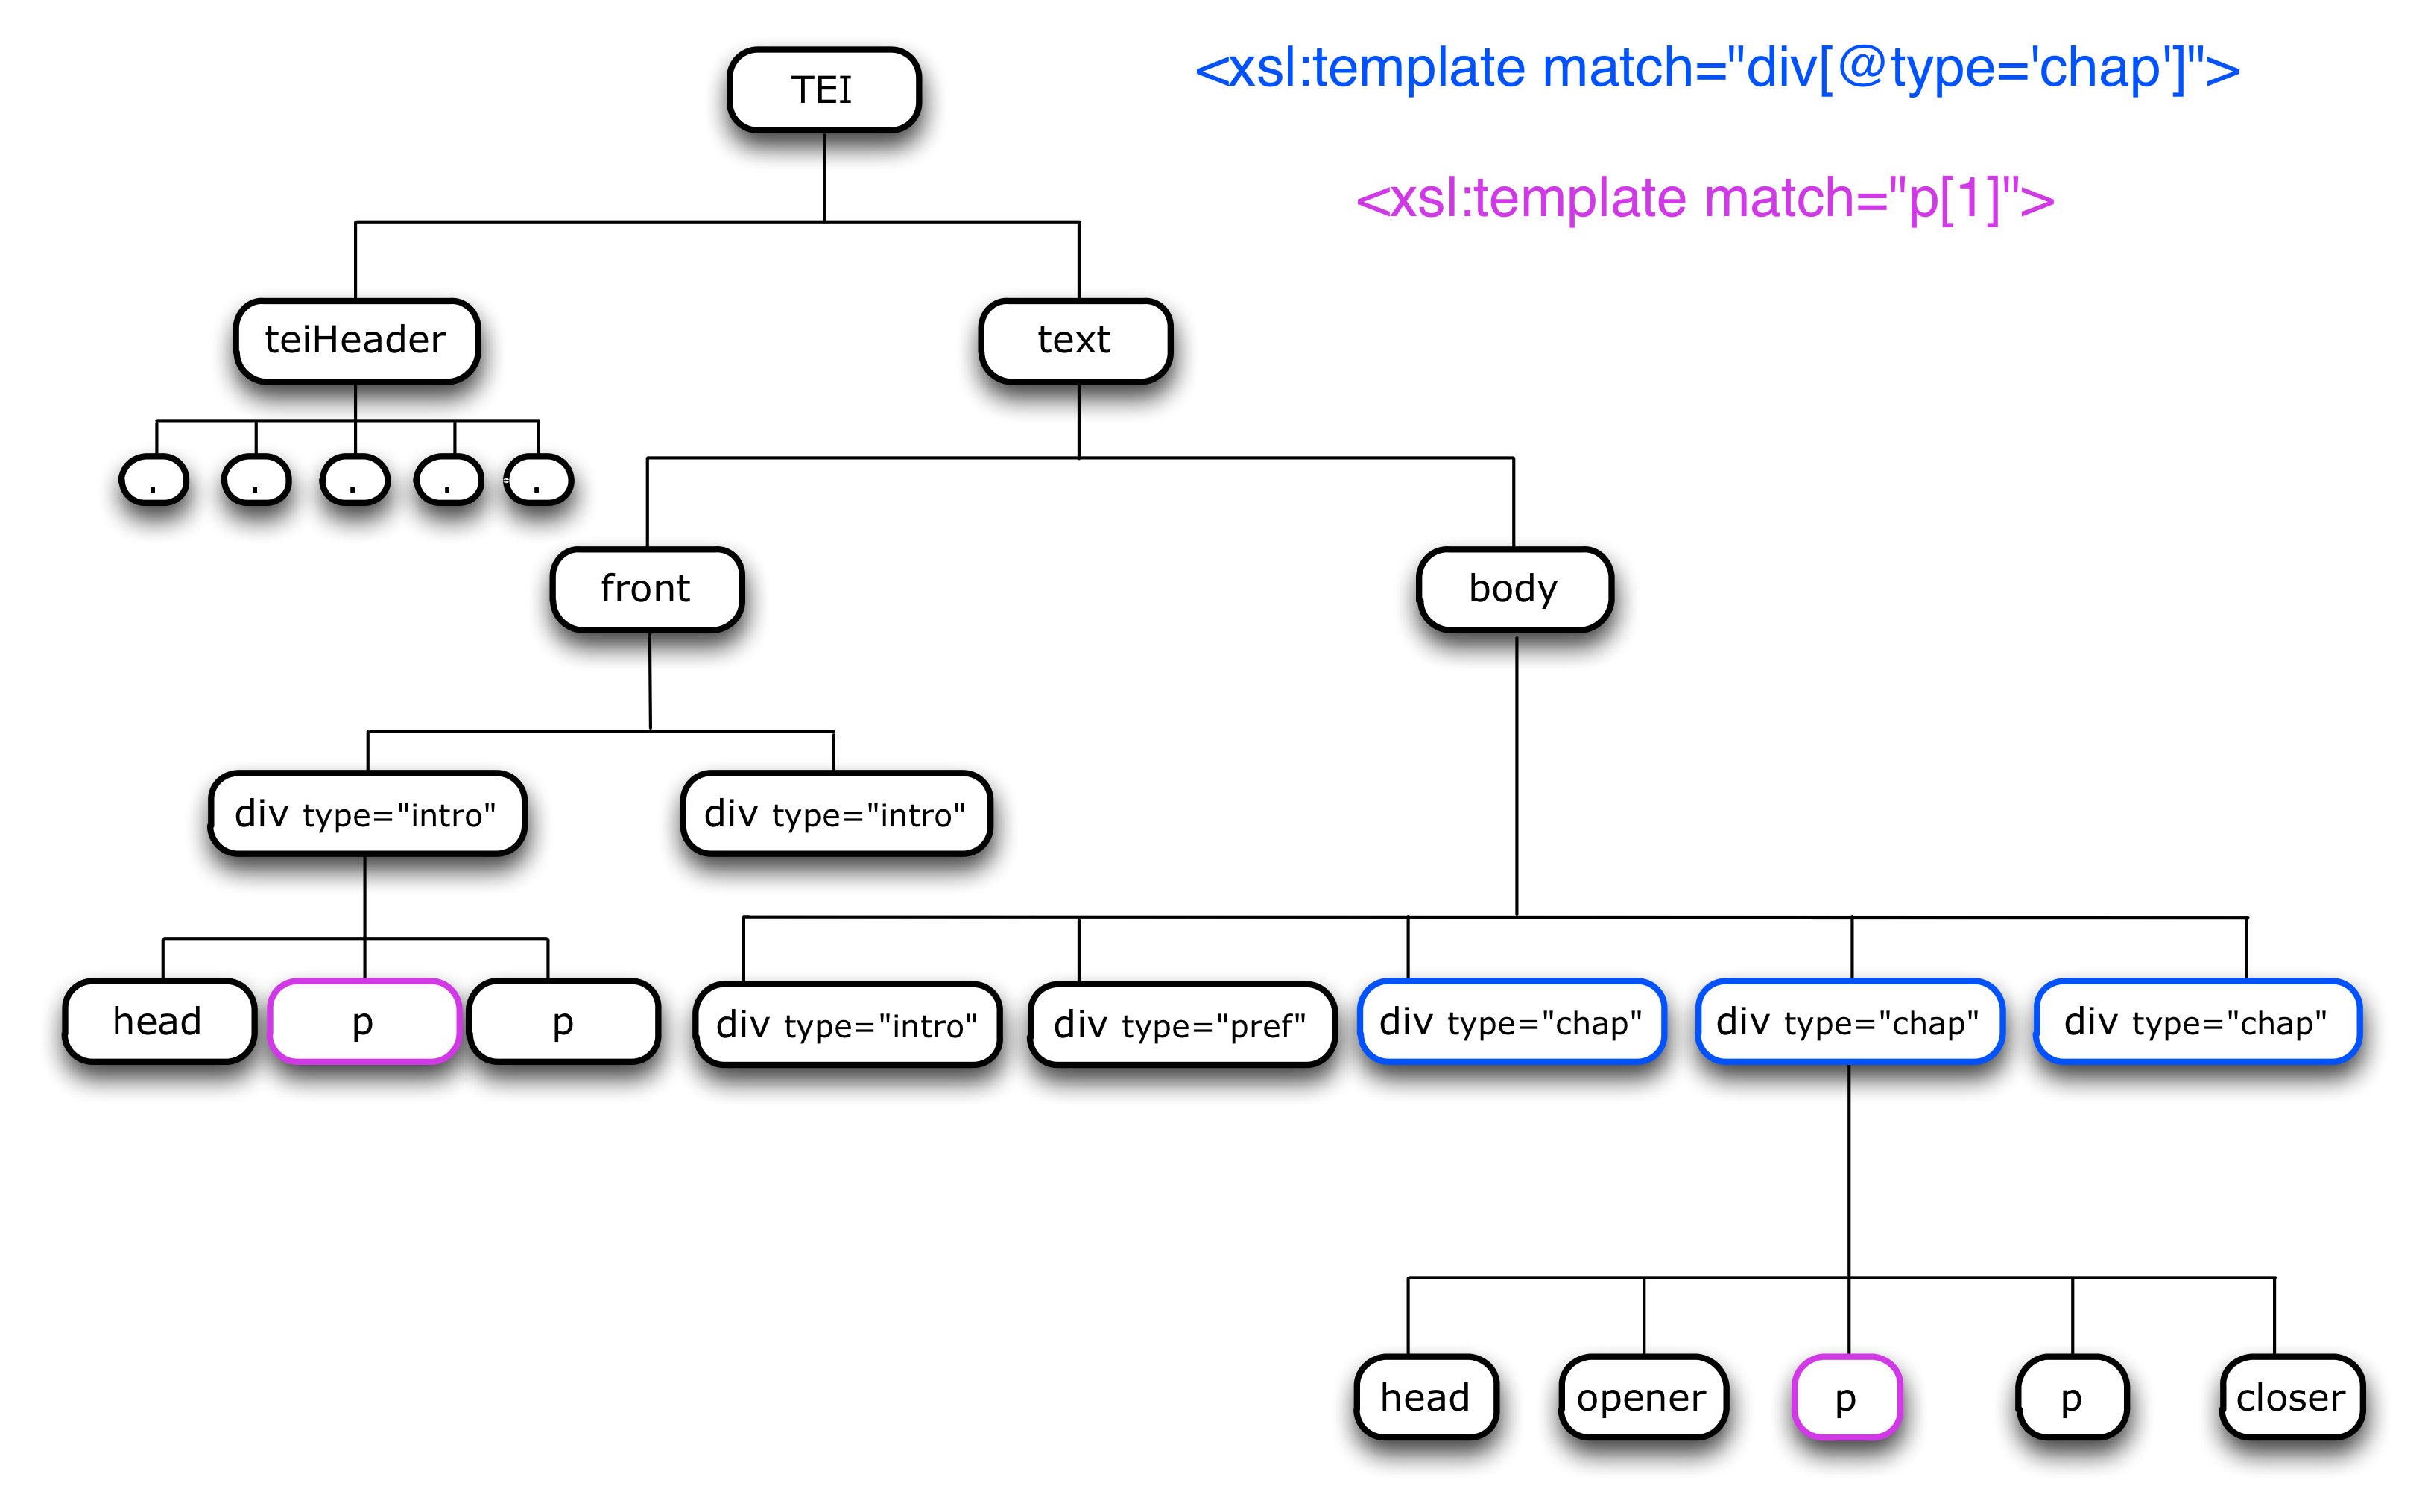 TEI
<xsl:template match="div[@type='chap']">
<xsl:template match="p[1]">
teiHeader
text
. . . . .
front
body
div type="intro"
div type="intro"
head
p
p
div type="intro"
div type="pref"
div type="chap"
div type="chap"
div type="chap"
head
opener
p
p
closer